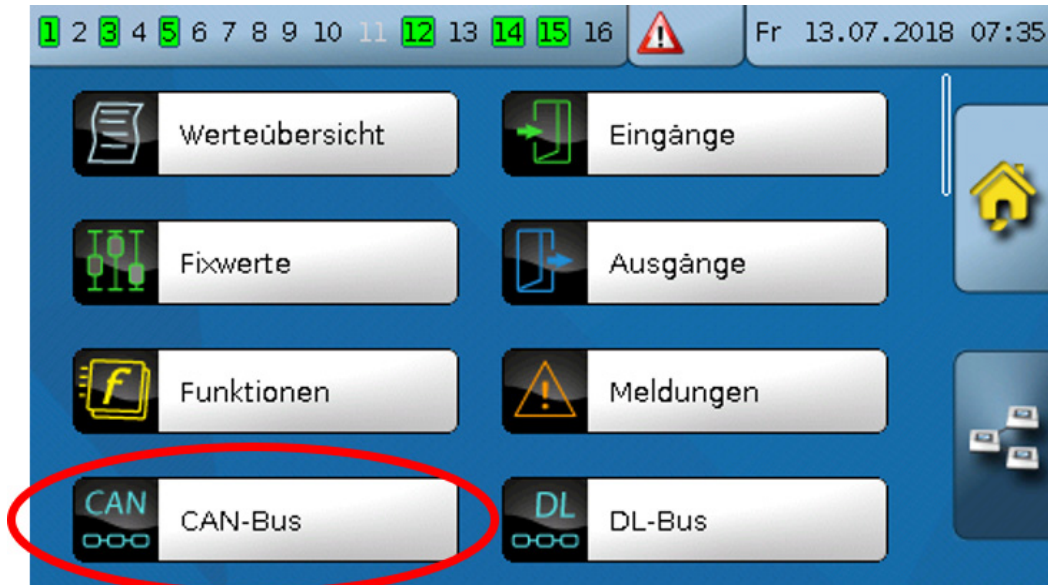 1 2 3 4 5 6 7 8 9 10 11 12 13 14 15 16 Fr 13.07.2018 07:35
Werteübersicht Eingänge
Fixwerte Ausgänge
f Funktionen Meldungen
CAN CAN-Bus DL DL-Bus